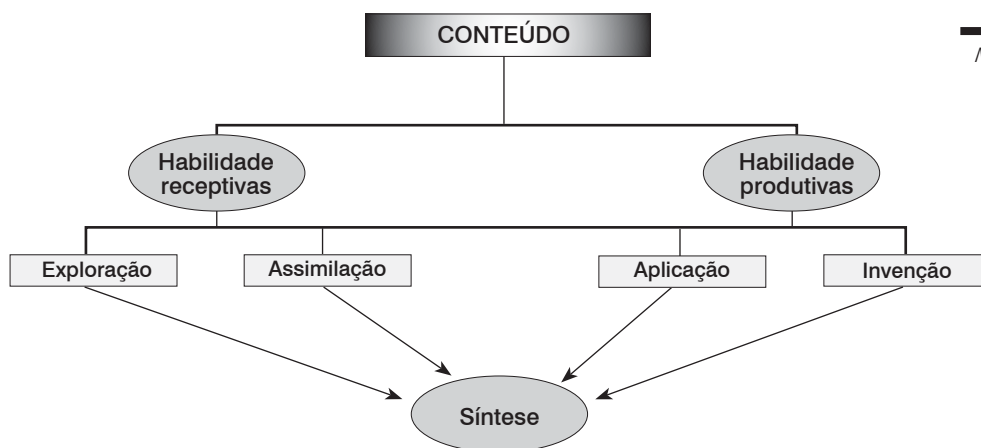 CONTEÚDO
Habilidade
receptivas
Habilidade
produtivas
Exploração
Assimilação
Aplicação
Invenção
Síntese